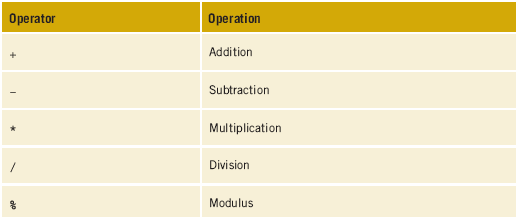 Operator Operation
+ Addition
– Subtraction
* Multiplication
/ Division
% Modulus